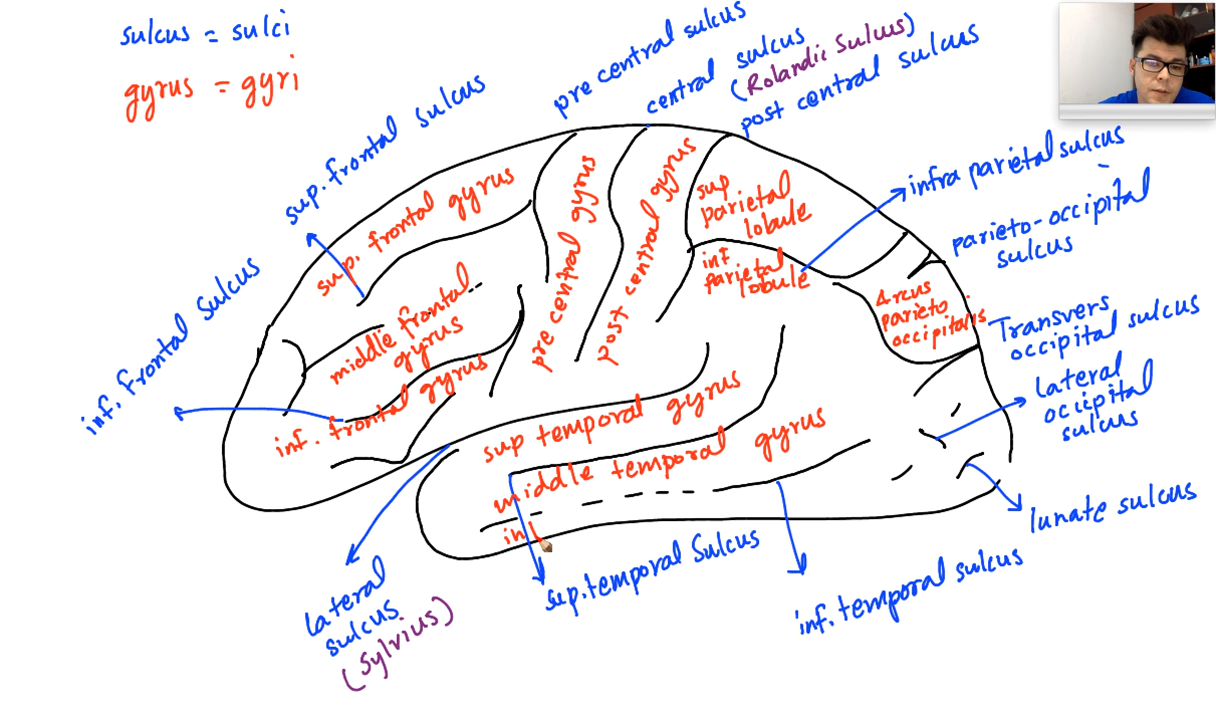 sulcus = sulci
gyrus = gyri
sup. frontal sulcus
pre central sulcus
central sulcus
(Rolandic Sulcus)
post central sulcus
infra parietal sulcus
parieto-occipital
sulcus
Transvers
occipital sulcus
lateral
occipital
sulcus
lunate sulcus
inf. temporal sulcus
sup. temporal Sulcus
lateral
sulcus
(Sylvius)
inf. frontal sulcus
sup. frontal gyrus
middle frontal
gyrus
inf. frontal gyrus
pre central gyrus
post central gyrus
sup
parietal
lobule
inf
parietal
lobule
Arcus
parieto
occipitalis
sup temporal gyrus
middle temporal gyrus
inf